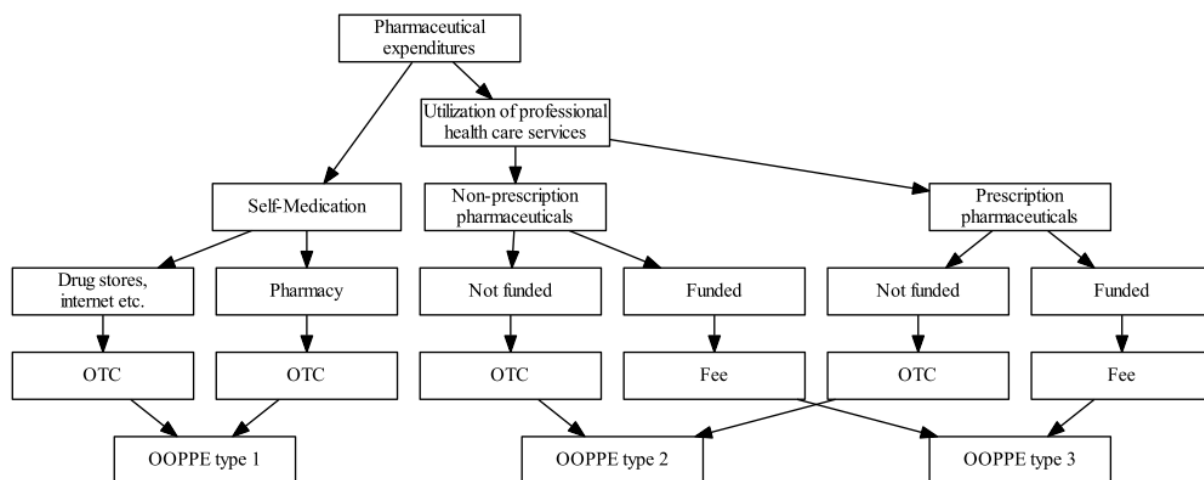 Pharmaceutical
expenditures
Utilization of professional
health care services
Self-Medication
Non-prescription
pharmaceuticals
Prescription
pharmaceuticals
Drug stores,
internet etc.
Pharmacy
Not funded
Funded
Not funded
Funded
OTC
OTC
OTC
Fee
OTC
Fee
OOPPE type 1
OOPPE type 2
OOPPE type 3